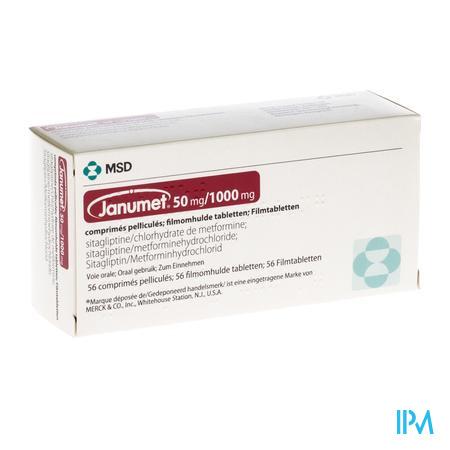 MSD
Janumet® 50 mg/1000 mg
comprimés pelliculés; filmomhulde tabletten; Filmtabletten
sitagliptine/chlorhydrate de metformine;
sitagliptine/metforminehydrochloride;
Sitagliptin/Metforminhydrochlorid
Voie orale; Oral gebruik; Zum Einnehmen
56 comprimés pelliculés; 56 filmomhulde tabletten; 56 Filmtabletten
*Marque déposée de/Gedeponeerd handelsmerk/ ist eine eingetragene Marke von
MERCK & CO., Inc., Whitehouse Station, N.J., U.S.A.
Janumet® 50 mg/1000 mg
IPM